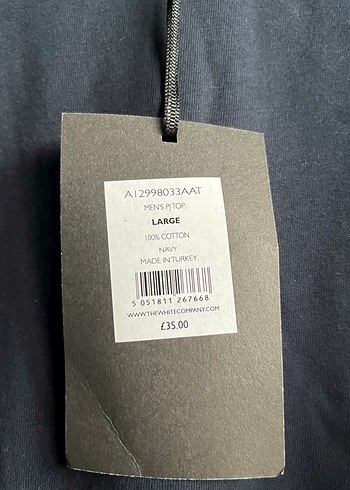 A12998033AAT
MEN'S PJ TOP
LARGE
100% COTTON
NAVY
MADE IN TURKEY
5 051811 267668
WWW.THEWHITECOMPANY.COM
£35.00